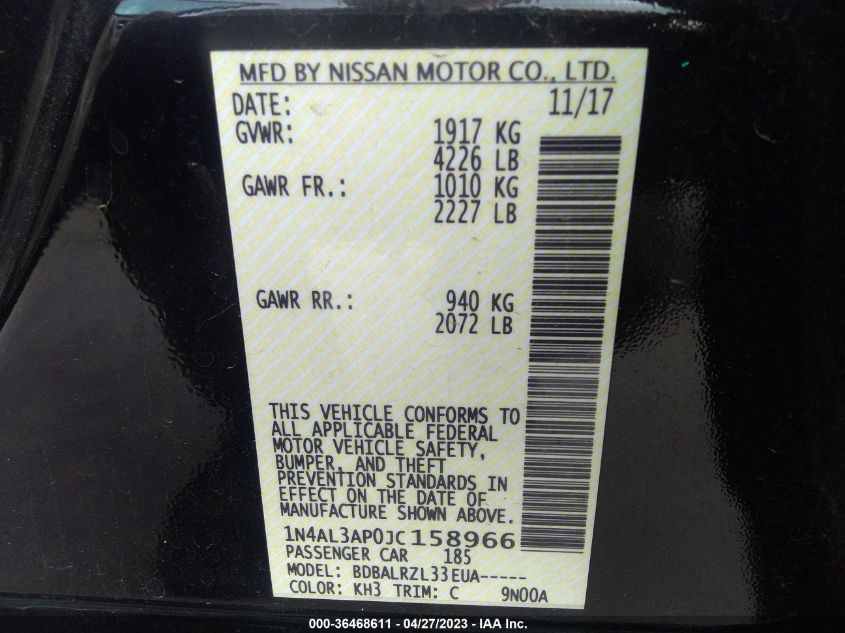 MFD BY NISSAN MOTOR CO., LTD.
DATE: 11/17
GVWR: 1917 KG
4226 LB
GAWR FR.: 1010 KG
2227 LB
GAWR RR.: 940 KG
2072 LB
THIS VEHICLE CONFORMS TO
ALL APPLICABLE FEDERAL
MOTOR VEHICLE SAFETY,
BUMPER, AND THEFT
PREVENTION STANDARDS IN
EFFECT ON THE DATE OF
MANUFACTURE SHOWN ABOVE.
1N4AL3AP0JC158966
PASSENGER CAR 185
MODEL: BDBALRZL33EUA-----
COLOR: KH3 TRIM: C 9N00A
000-36468611 - 04/27/2023 - IAA Inc.